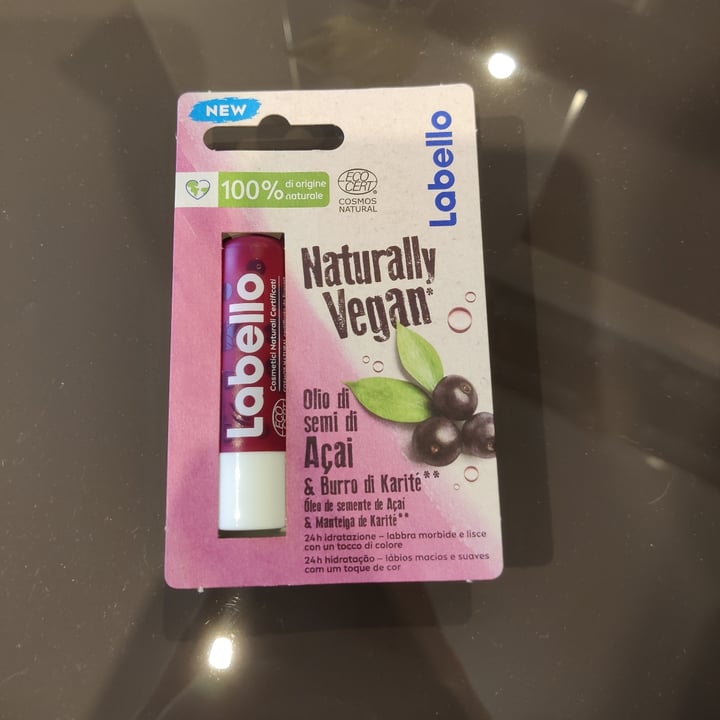 NEW
100% di origine
naturale
ECO
CERT
®
COSMOS
NATURAL
Labello
Naturally
Vegan*
Olio di
semi di
Açai
& Burro di Karité**
Óleo de semente de Açaí
& Manteiga de Karité**
24h idratazione – labbra morbide e lisce
con un tocco di colore
24h hidratação – lábios macios e suaves
com um toque de cor
Labello
Cosmetici Naturali Certificati
ECO